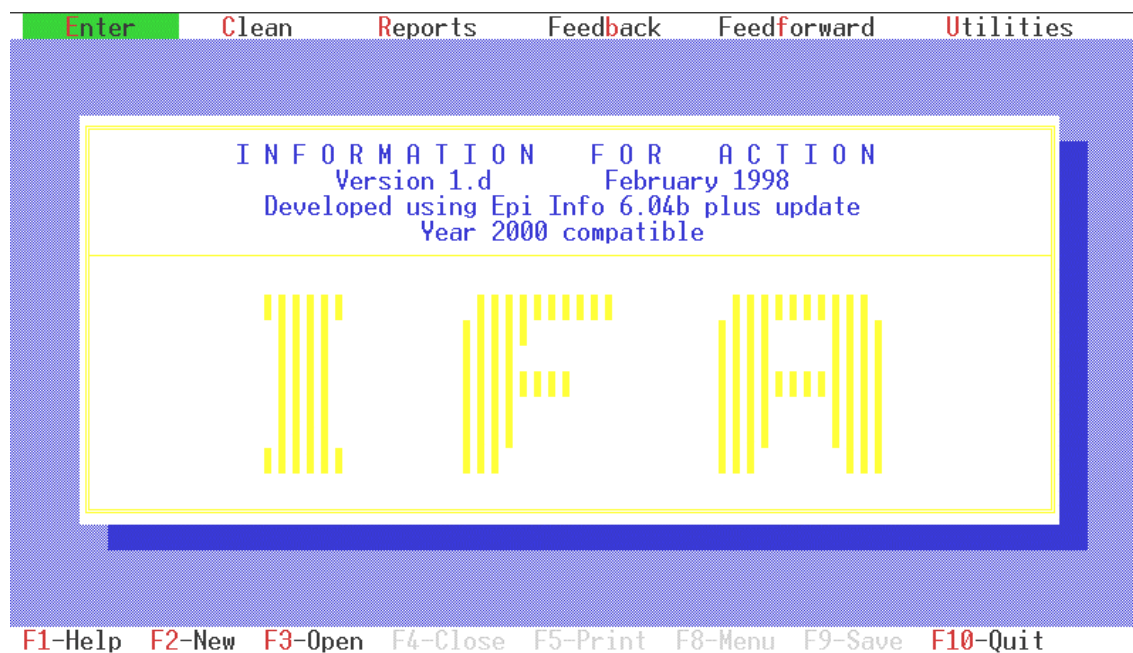 Enter Clean Reports Feedback Feedforward Utilities
I N F O R M A T I O N F O R A C T I O N
Version 1.d February 1998
Developed using Epi Info 6.04b plus update
Year 2000 compatible
I F A
F1-Help F2-New F3-Open F4-Close F5-Print F8-Menu F9-Save F10-Quit